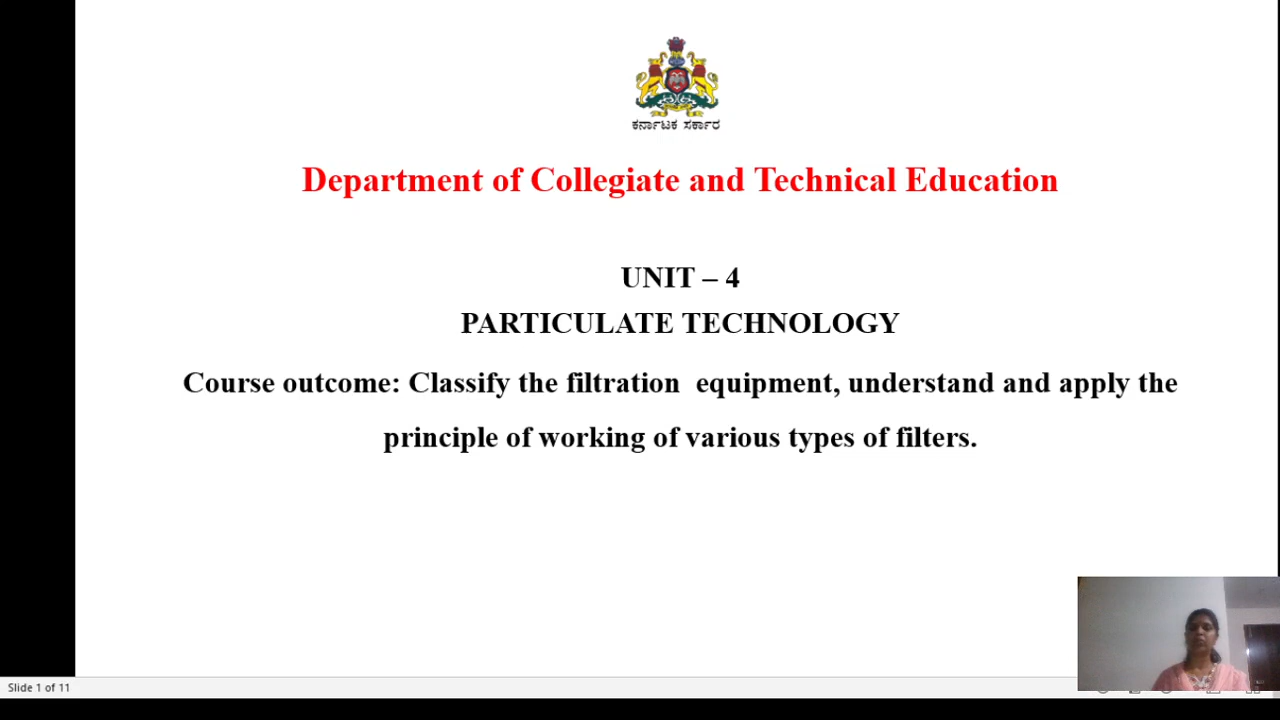 ಕರ್ನಾಟಕ ಸರ್ಕಾರ
Department of Collegiate and Technical Education
UNIT – 4
PARTICULATE TECHNOLOGY
Course outcome: Classify the filtration equipment, understand and apply the
principle of working of various types of filters.
Slide 1 of 11